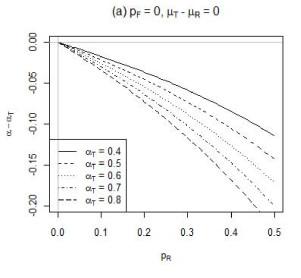 (a) p_F = 0, μ_T - μ_R = 0
α − α_T
0.00
-0.05
-0.10
-0.15
-0.20
α_T = 0.4
α_T = 0.5
α_T = 0.6
α_T = 0.7
α_T = 0.8
0.0 0.1 0.2 0.3 0.4 0.5
p_R